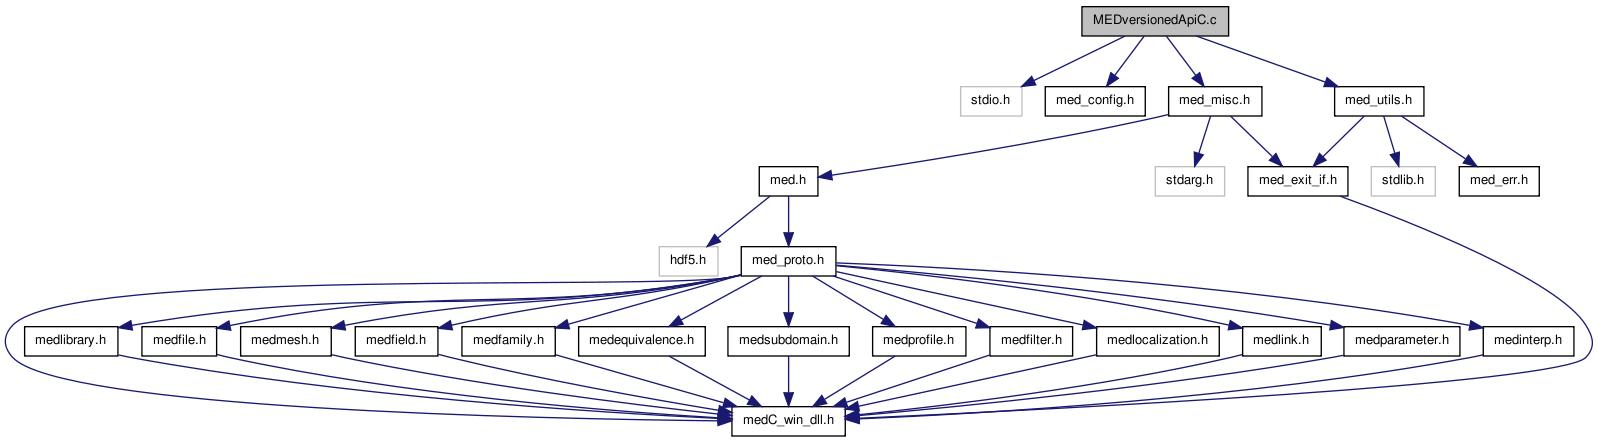 MEDversionedApiC.c
stdio.h
med_config.h
med_misc.h
med_utils.h
med.h
stdarg.h
med_exit_if.h
stdlib.h
med_err.h
hdf5.h
med_proto.h
medlibrary.h
medfile.h
medmesh.h
medfield.h
medfamily.h
medequivalence.h
medsubdomain.h
medprofile.h
medfilter.h
medlocalization.h
medlink.h
medparameter.h
medinterp.h
medC_win_dll.h